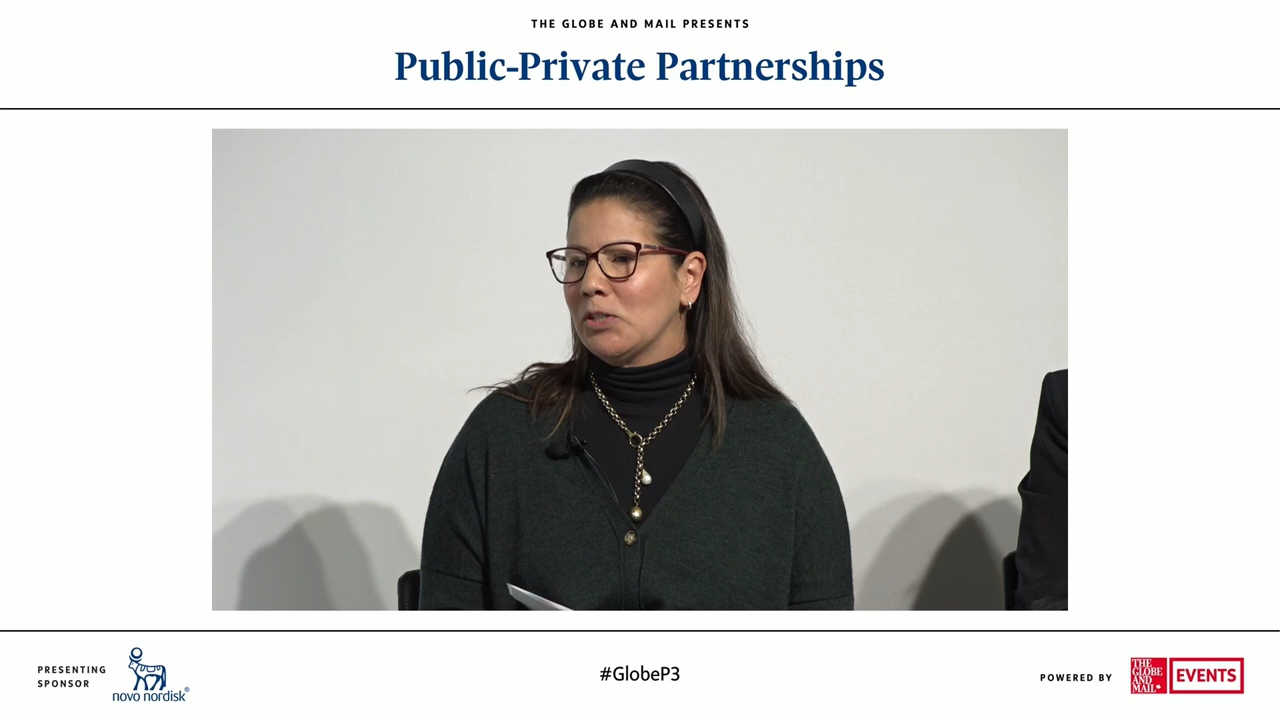 THE GLOBE AND MAIL PRESENTS
Public-Private Partnerships
PRESENTING
SPONSOR
novo nordisk®
#GlobeP3
POWERED BY
THE
GLOBE
AND
MAIL
EVENTS